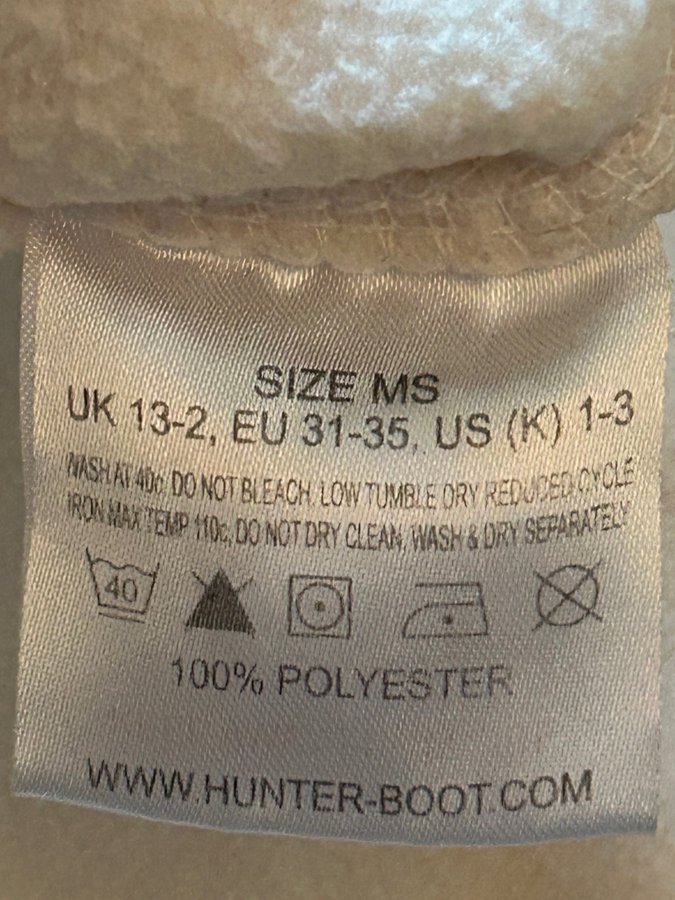 SIZE MS
UK 13-2, EU 31-35, US (K) 1-3
WASH AT 40c, DO NOT BLEACH, LOW TUMBLE DRY REDUCED CYCLE
IRON MAX TEMP 110c, DO NOT DRY CLEAN, WASH & DRY SEPARATELY
40
100% POLYESTER
WWW.HUNTER-BOOT.COM